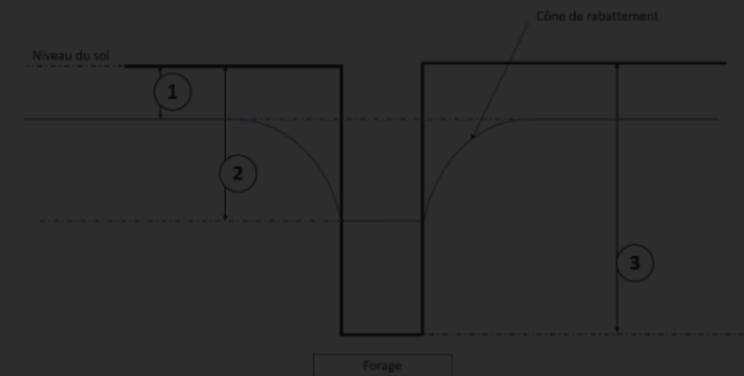 Cône de rabattement
Niveau du sol
1
2
3
Forage